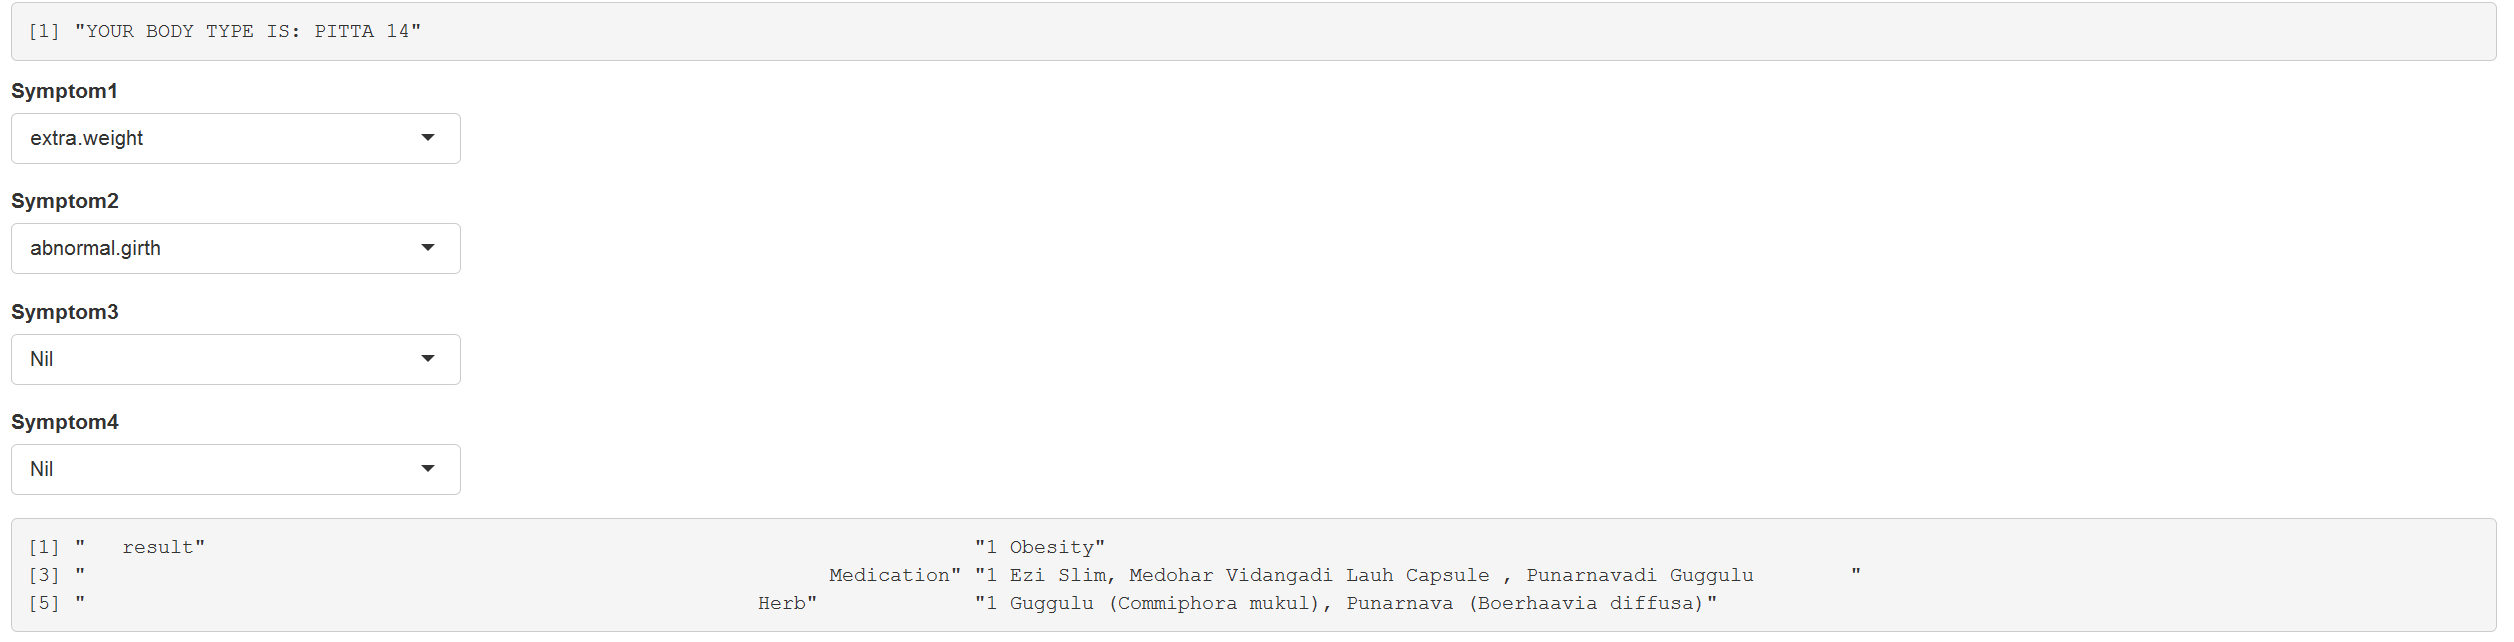 [1] "YOUR BODY TYPE IS: PITTA 14"
Symptom1
extra.weight
Symptom2
abnormal.girth
Symptom3
Nil
Symptom4
Nil
[1] "   result"                                                                "1 Obesity"
[3] "                                                              Medication" "1 Ezi Slim, Medohar Vidangadi Lauh Capsule , Punarnavadi Guggulu        "
[5] "                                                        Herb"             "1 Guggulu (Commiphora mukul), Punarnava (Boerhaavia diffusa)"